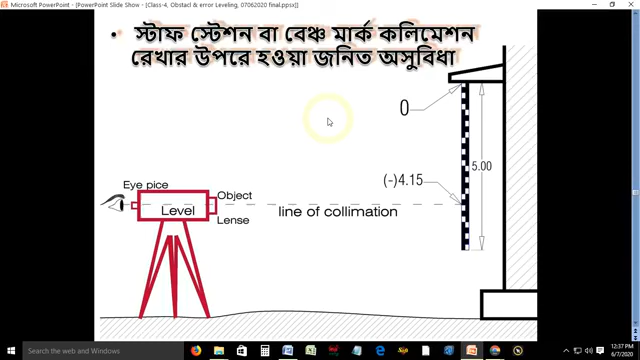 Microsoft PowerPoint - [PowerPoint Slide Show - [Class-4, Obstacl & error Leveling, 07062020 final.ppsx]]
• স্টাফ স্টেশন বা বেঞ্চ মার্ক কলিমেশন
রেখার উপরে হওয়া জনিত অসুবিধা
0
5.00
(-)4.15
Eye pice
Object
Level
line of collimation
Lense
Search the web and Windows
12:37 PM
6/7/2020